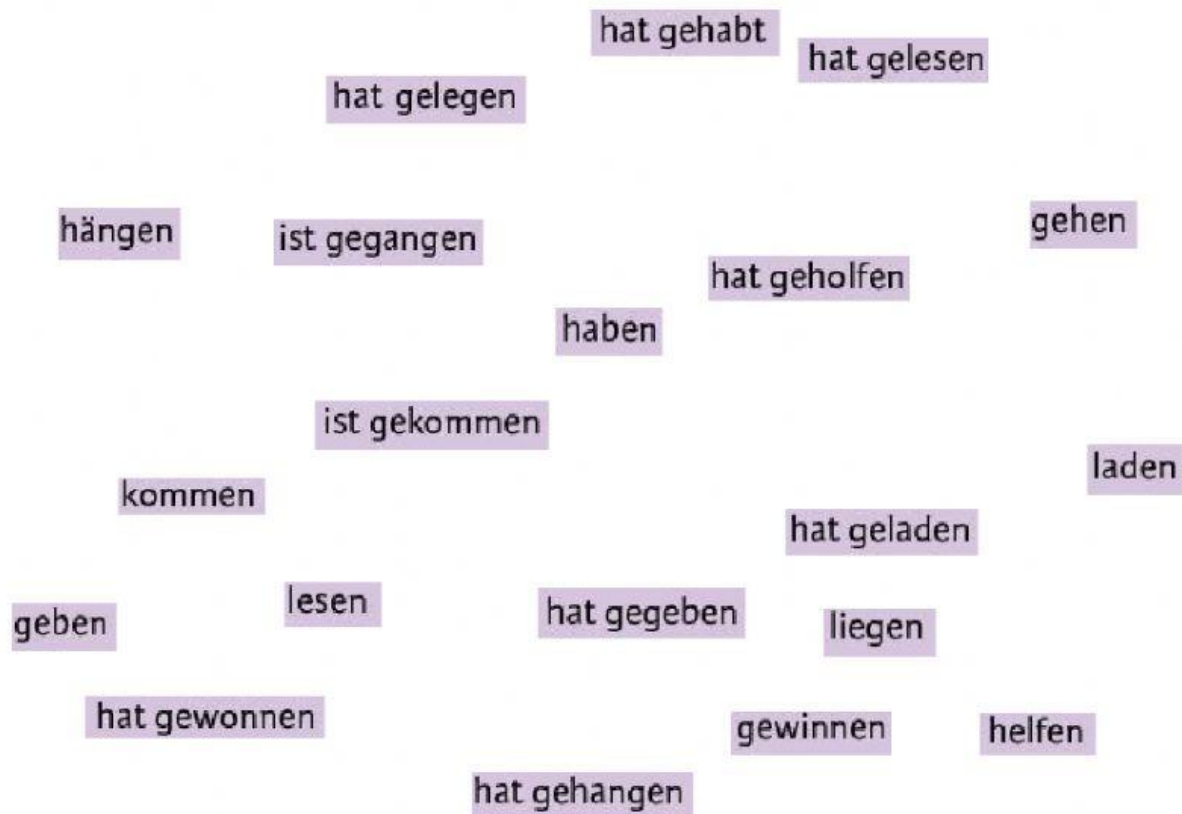 hat gehabt
hat gelesen
hat gelegen
hängen
ist gegangen
gehen
hat geholfen
haben
ist gekommen
laden
kommen
hat geladen
lesen
hat gegeben
geben
liegen
hat gewonnen
gewinnen
helfen
hat gehangen